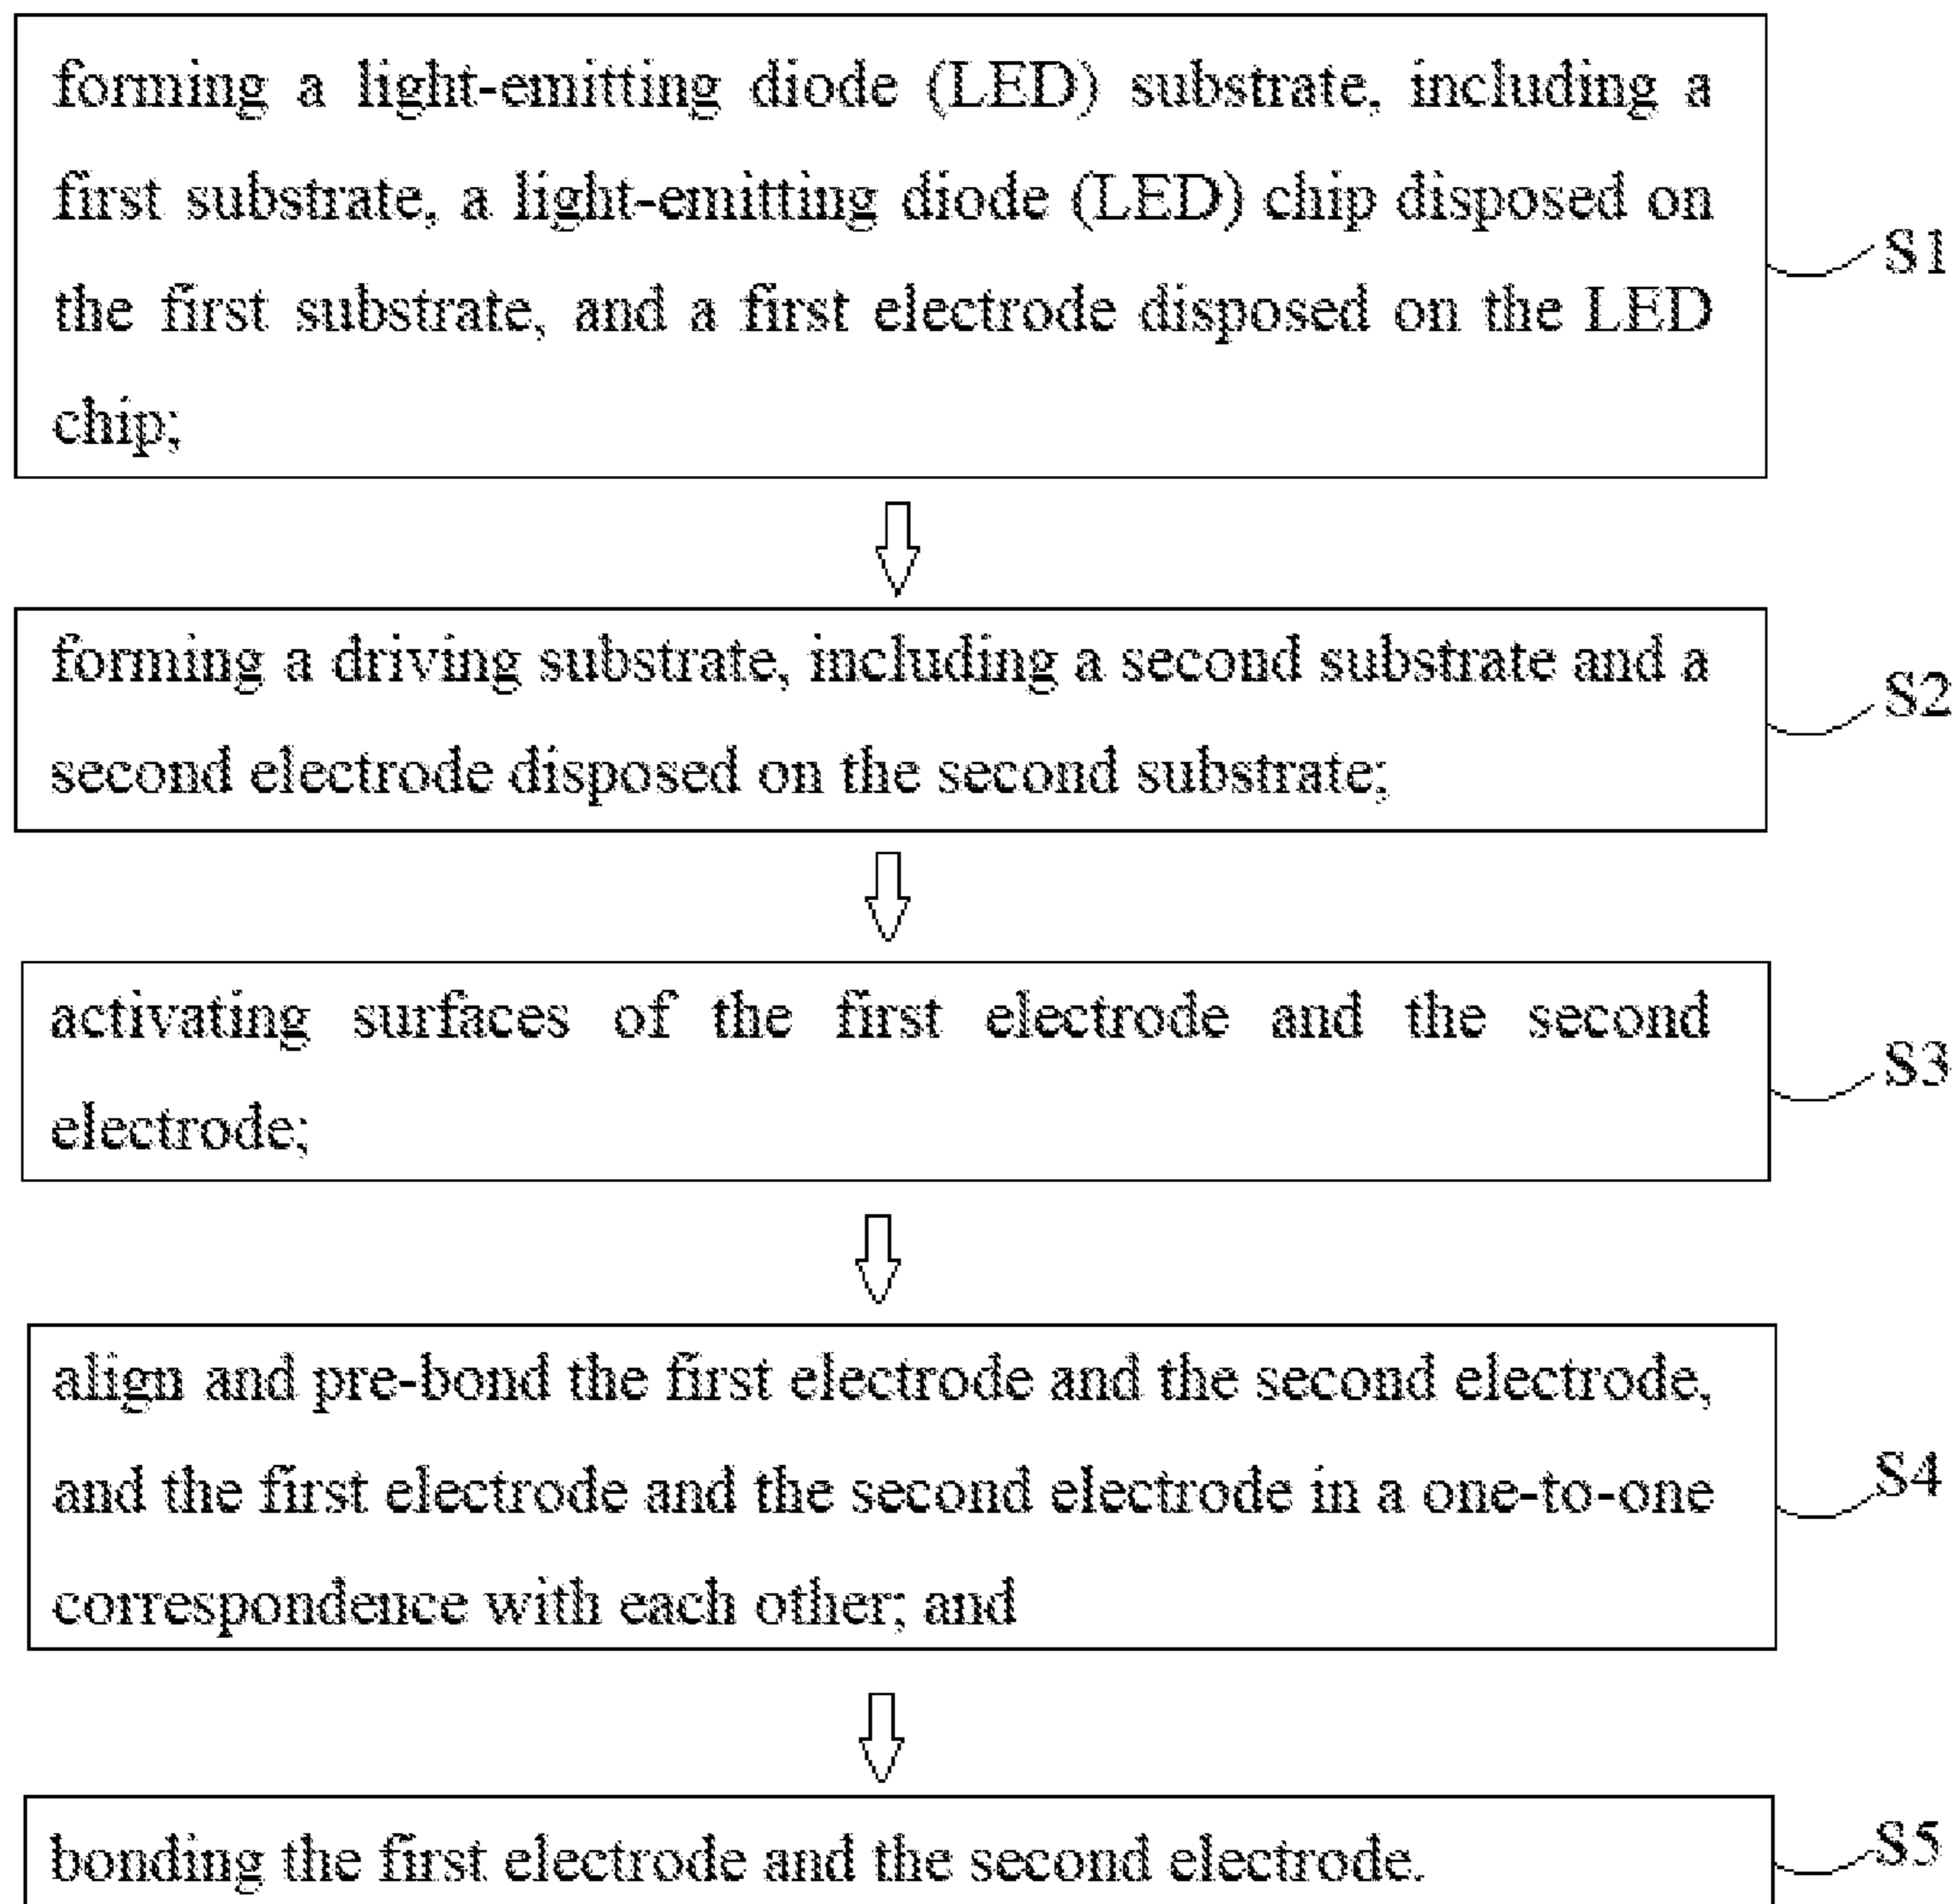 forming a light-emitting diode (LED) substrate, including a
first substrate, a light-emitting diode (LED) chip disposed on
the first substrate, and a first electrode disposed on the LED
chip;
S1
forming a driving substrate, including a second substrate and a
second electrode disposed on the second substrate;
S2
activating surfaces of the first electrode and the second
electrode;
S3
align and pre-bond the first electrode and the second electrode,
and the first electrode and the second electrode in a one-to-one
correspondence with each other; and
S4
bonding the first electrode and the second electrode.
S5